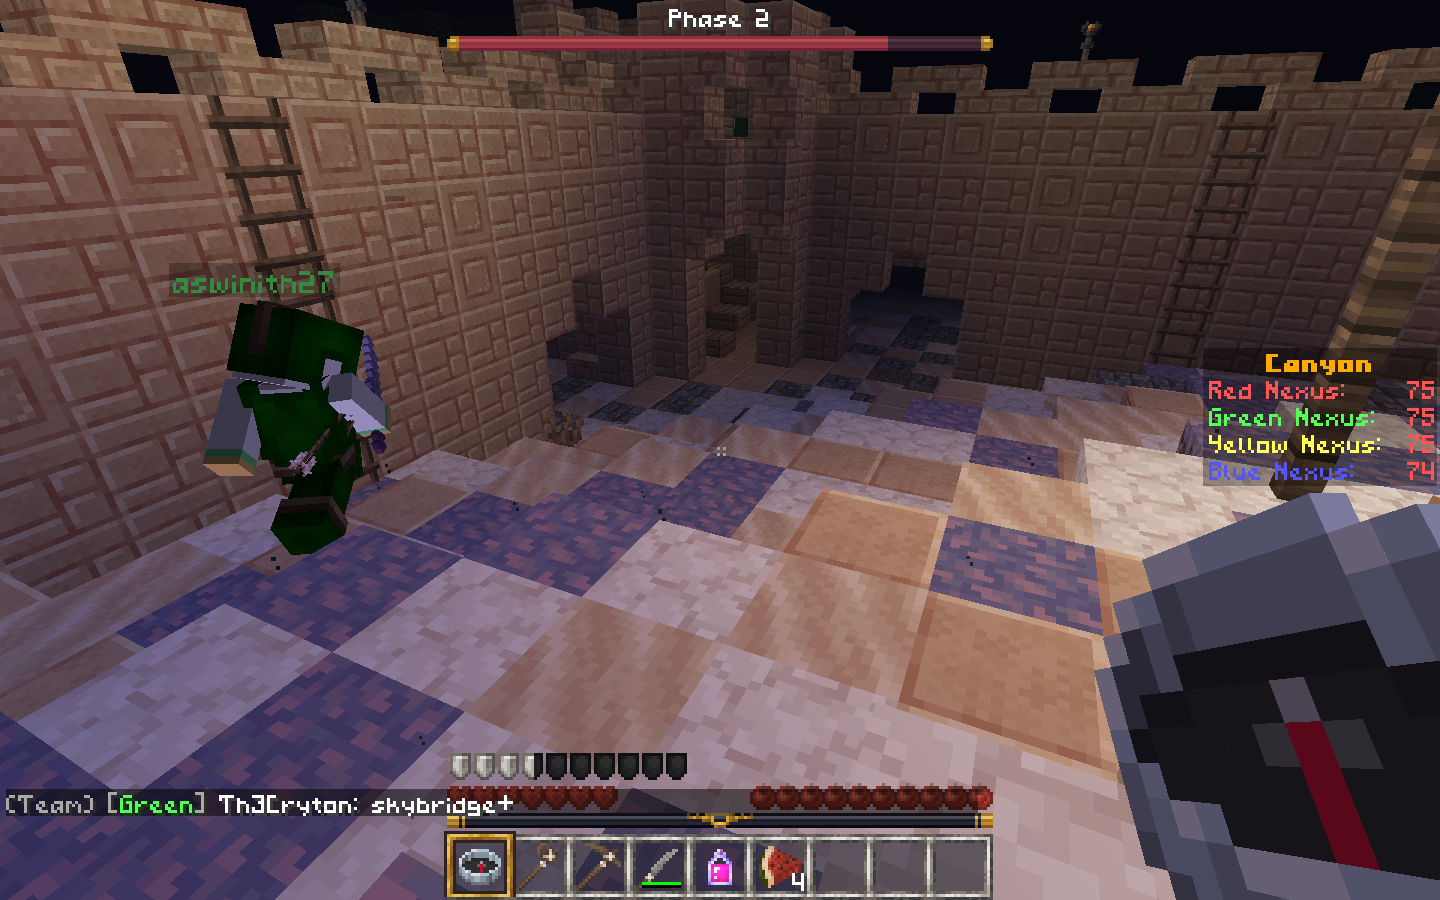 Phase 2
aswinith27
Canyon
Red Nexus: 75
Green Nexus: 75
Yellow Nexus: 75
Blue Nexus: 74
(Team) [Green] Th3Cryton: skybridge+
4